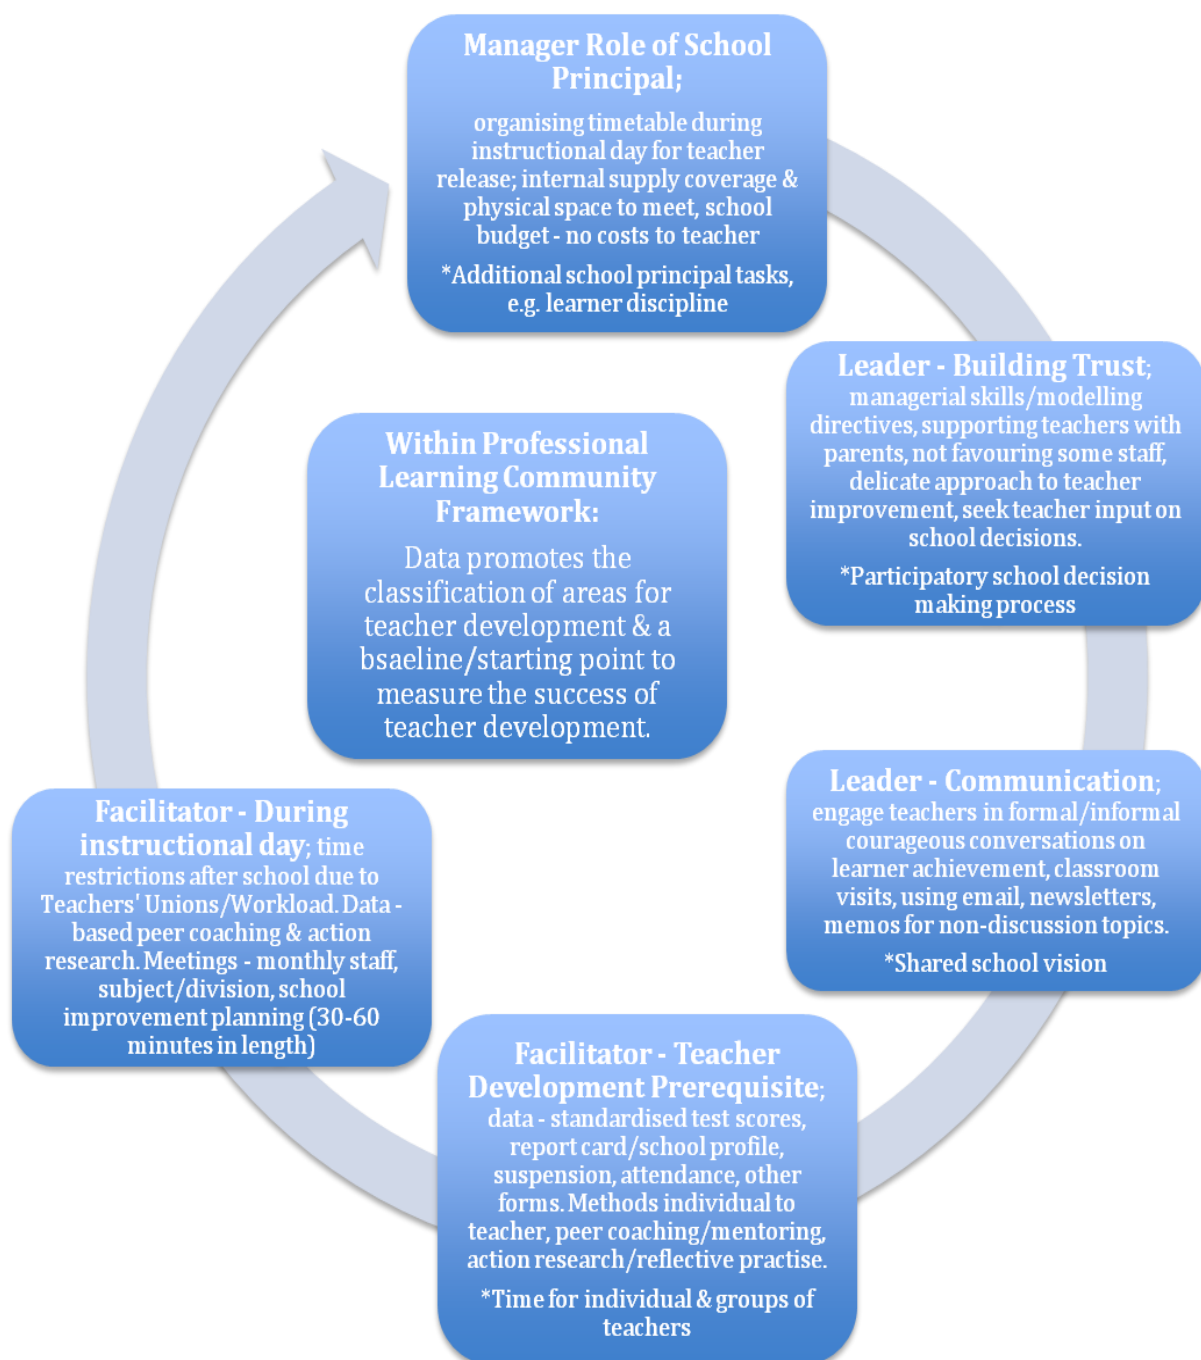 Manager Role of School
Principal;
organising timetable during
instructional day for teacher
release; internal supply coverage &
physical space to meet, school
budget - no costs to teacher
*Additional school principal tasks,
e.g. learner discipline
Leader - Building Trust;
managerial skills/modelling
directives, supporting teachers with
parents, not favouring some staff,
delicate approach to teacher
improvement, seek teacher input on
school decisions.
*Participatory school decision
making process
Within Professional
Learning Community
Framework:
Data promotes the
classification of areas for
teacher development & a
bsaeline/starting point to
measure the success of
teacher development.
Leader - Communication;
engage teachers in formal/informal
courageous conversations on
learner achievement, classroom
visits, using email, newsletters,
memos for non-discussion topics.
*Shared school vision
Facilitator - During
instructional day; time
restrictions after school due to
Teachers' Unions/Workload. Data -
based peer coaching & action
research. Meetings - monthly staff,
subject/division, school
improvement planning (30-60
minutes in length)
Facilitator - Teacher
Development Prerequisite;
data - standardised test scores,
report card/school profile,
suspension, attendance, other
forms. Methods individual to
teacher, peer coaching/mentoring,
action research/reflective practise.
*Time for individual & groups of
teachers